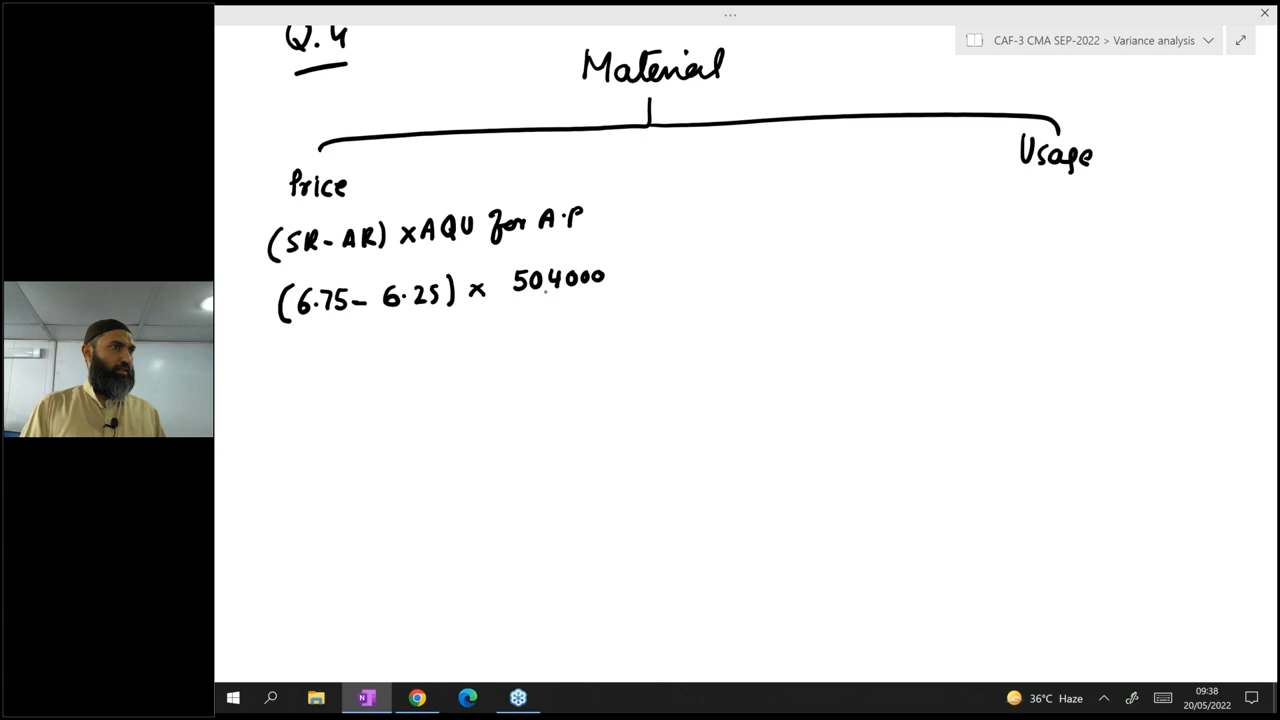 Q.4
CAF-3 CMA SEP-2022 > Variance analysis
Material
Price
Usage
(SR - AR) × AQU for A.P
(6.75 - 6.25) × 504000
36°C Haze
09:38
20/05/2022